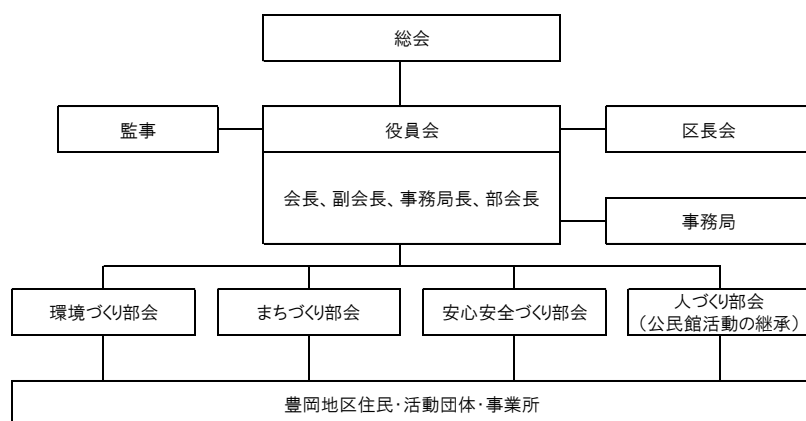 総会
監事
役員会
区長会
会長、副会長、事務局長、部会長
事務局
環境づくり部会
まちづくり部会
安心安全づくり部会
人づくり部会
(公民館活動の継承)
豊岡地区住民・活動団体・事業所